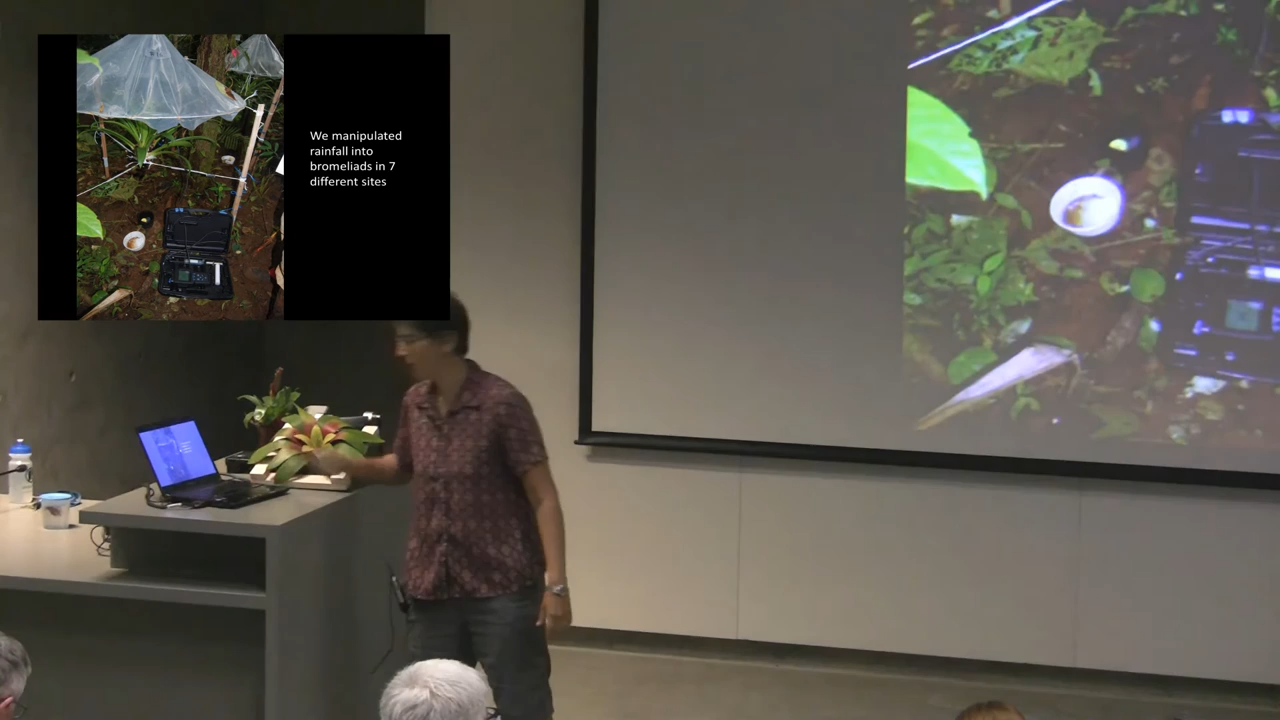 We manipulated
rainfall into
bromeliads in 7
different sites